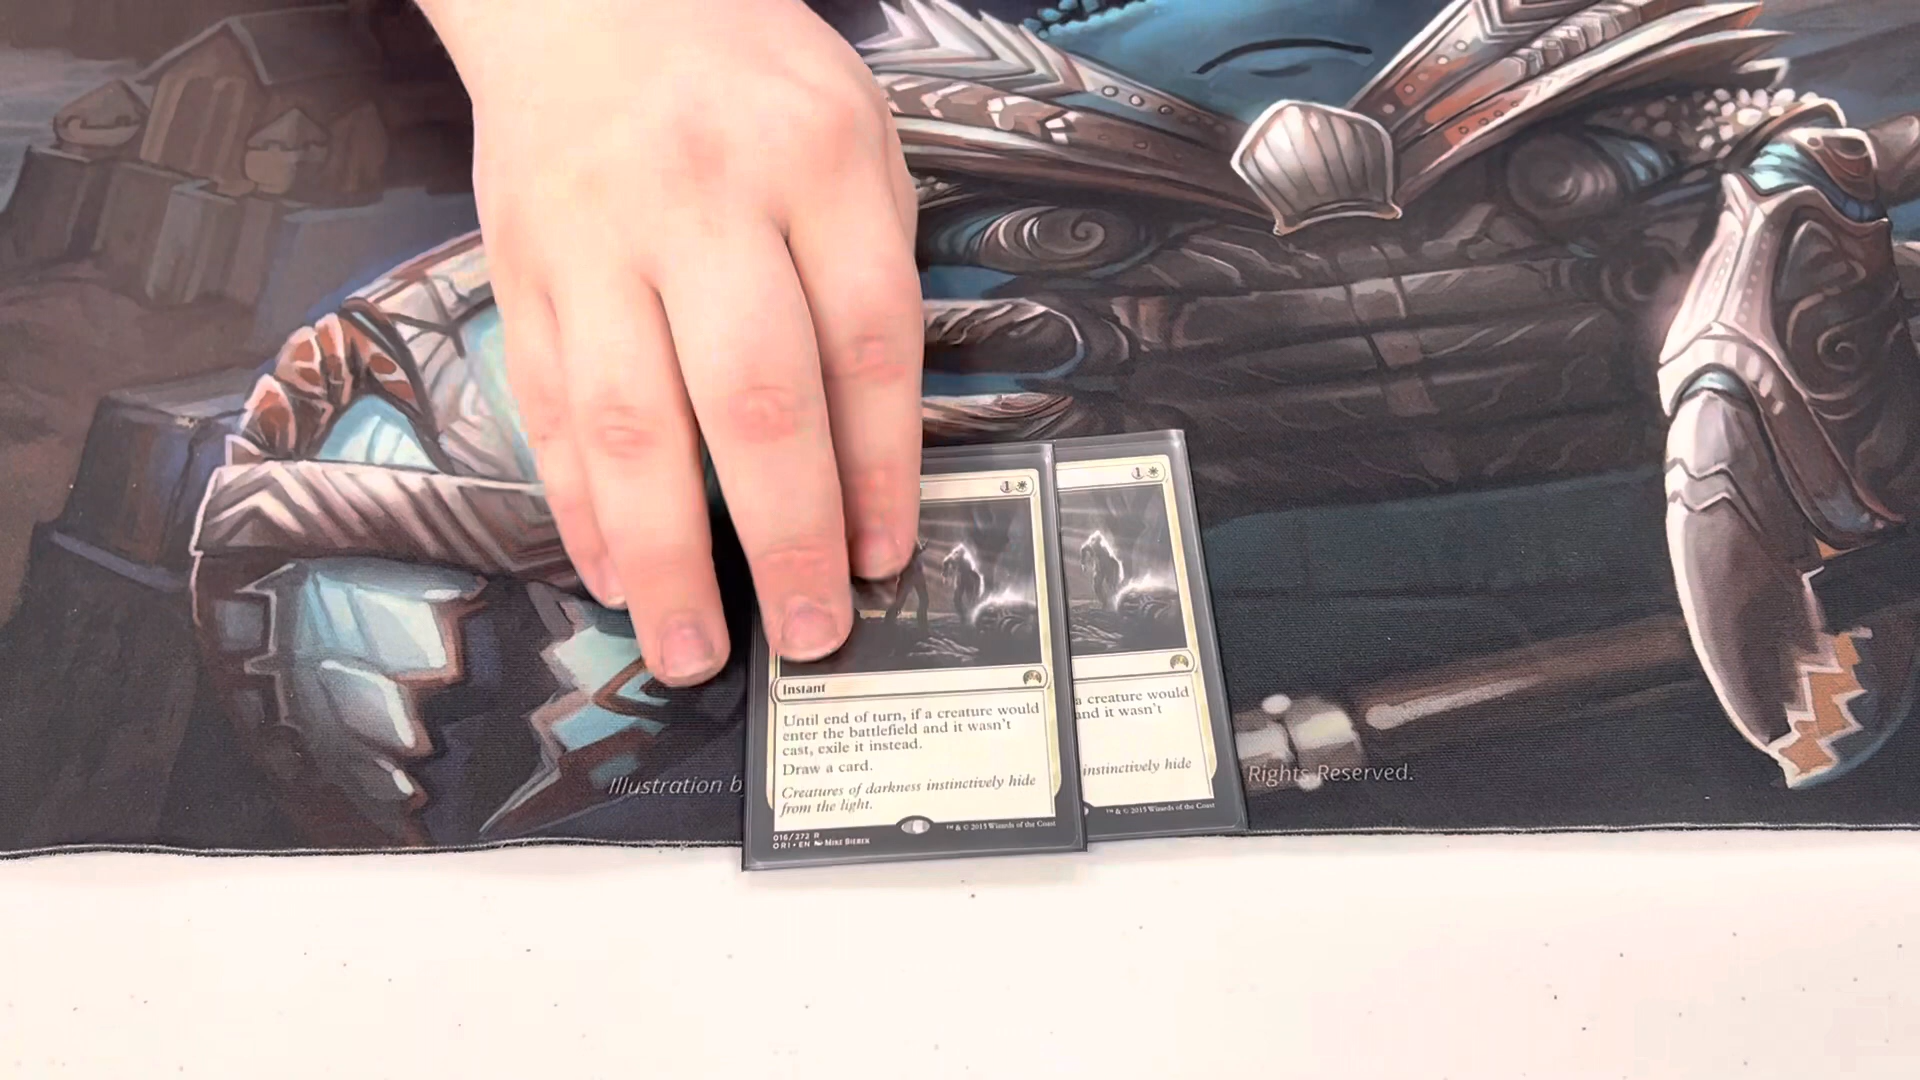 1
1
Instant
Until end of turn, if a creature would
enter the battlefield and it wasn't
cast, exile it instead.
Draw a card.
Creatures of darkness instinctively hide
from the light.
016/272 R
ORI • EN Mike Bierek
™ & © 2015 Wizards of the Coast
a creature would
and it wasn't
instinctively hide
™ & © 2015 Wizards of the Coast
Illustration b
Rights Reserved.